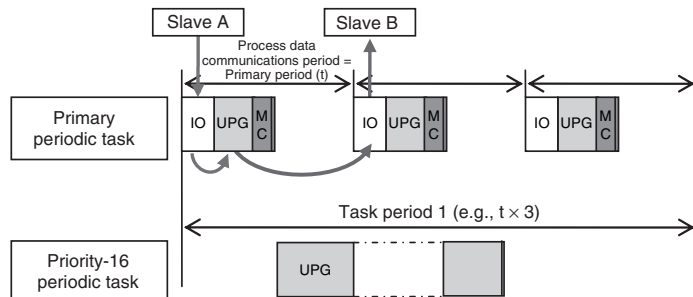 Slave A
Slave B
Process data
communications period =
Primary period (t)
Primary
periodic task
IO
UPG
M
C
IO
UPG
M
C
IO
UPG
M
C
Task period 1 (e.g., t × 3)
Priority-16
periodic task
UPG